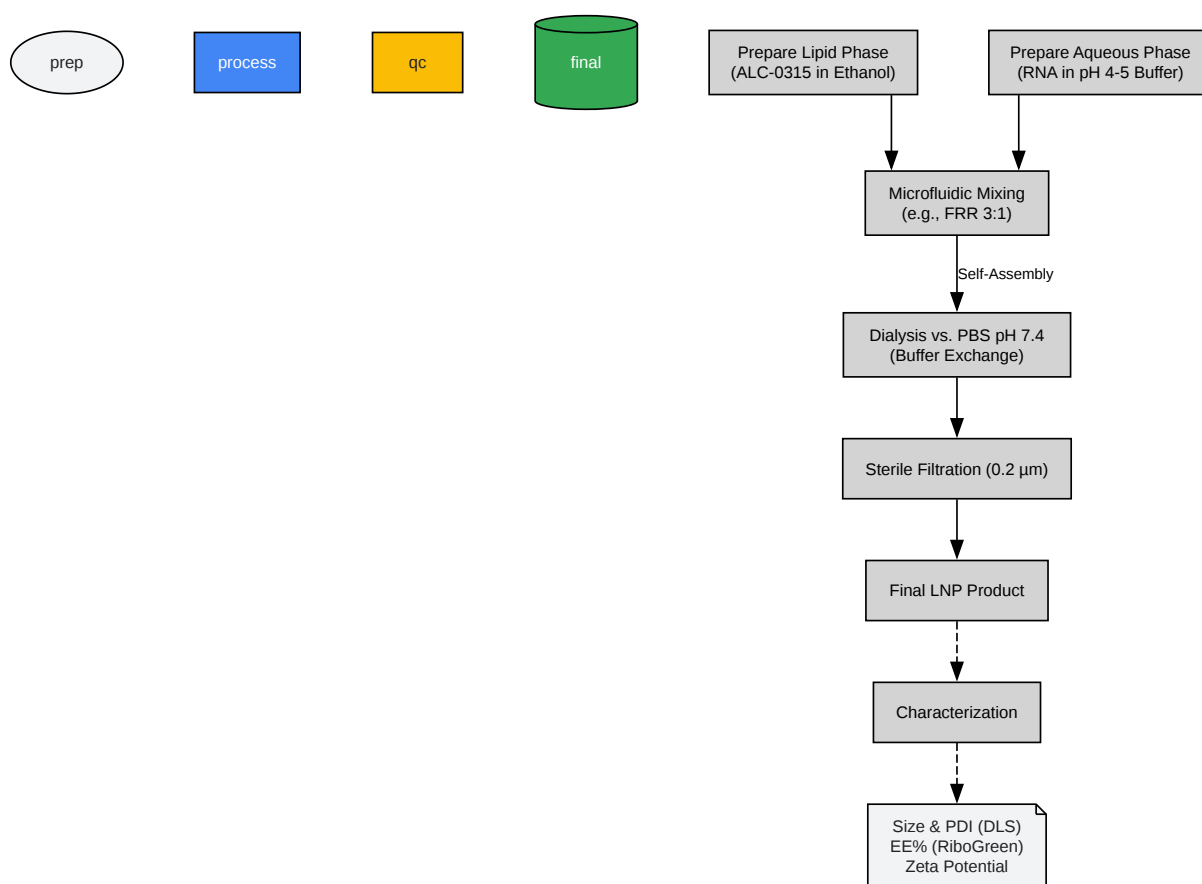 prep
process
qc
final
Prepare Lipid Phase
(ALC-0315 in Ethanol)
Prepare Aqueous Phase
(RNA in pH 4-5 Buffer)
Microfluidic Mixing
(e.g., FRR 3:1)
Self-Assembly
Dialysis vs. PBS pH 7.4
(Buffer Exchange)
Sterile Filtration (0.2 µm)
Final LNP Product
Characterization
Size & PDI (DLS)
EE% (RiboGreen)
Zeta Potential